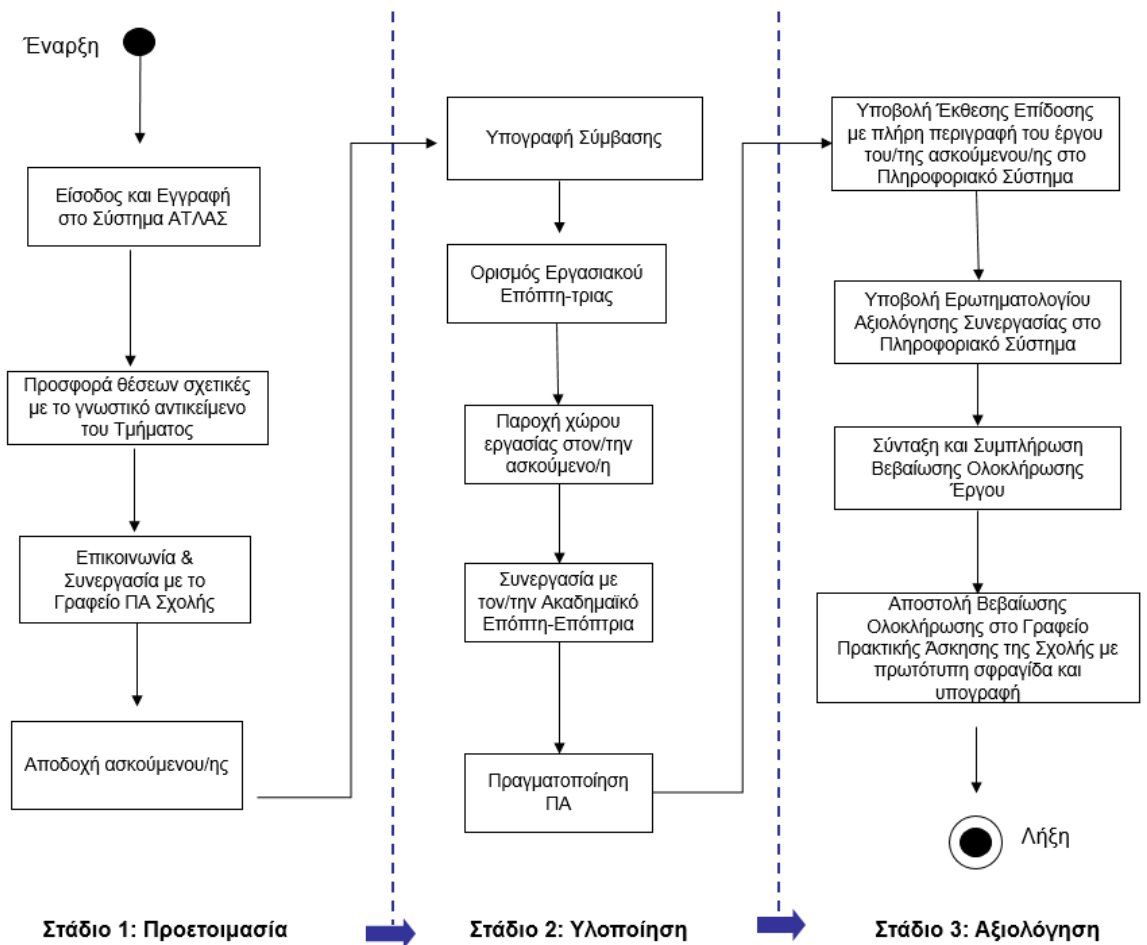 Έναρξη
Είσοδος και Εγγραφή
στο Σύστημα ΑΤΛΑΣ
Προσφορά θέσεων σχετικές
με το γνωστικό αντικείμενο
του Τμήματος
Επικοινωνία &
Συνεργασία με το
Γραφείο ΠΑ Σχολής
Αποδοχή ασκούμενου/ης
Στάδιο 1: Προετοιμασία
Υπογραφή Σύμβασης
Ορισμός Εργασιακού
Επόπτη-τριας
Παροχή χώρου
εργασίας στον/την
ασκούμενο/η
Συνεργασία με
τον/την Ακαδημαϊκό
Επόπτη-Επόπτρια
Πραγματοποίηση
ΠΑ
Στάδιο 2: Υλοποίηση
Υποβολή Έκθεσης Επίδοσης
με πλήρη περιγραφή του έργου
του/της ασκούμενου/ης στο
Πληροφοριακό Σύστημα
Υποβολή Ερωτηματολογίου
Αξιολόγησης Συνεργασίας στο
Πληροφοριακό Σύστημα
Σύνταξη και Συμπλήρωση
Βεβαίωσης Ολοκλήρωσης
Έργου
Αποστολή Βεβαίωσης
Ολοκλήρωσης στο Γραφείο
Πρακτικής Άσκησης της Σχολής με
πρωτότυπη σφραγίδα και
υπογραφή
Λήξη
Στάδιο 3: Αξιολόγηση